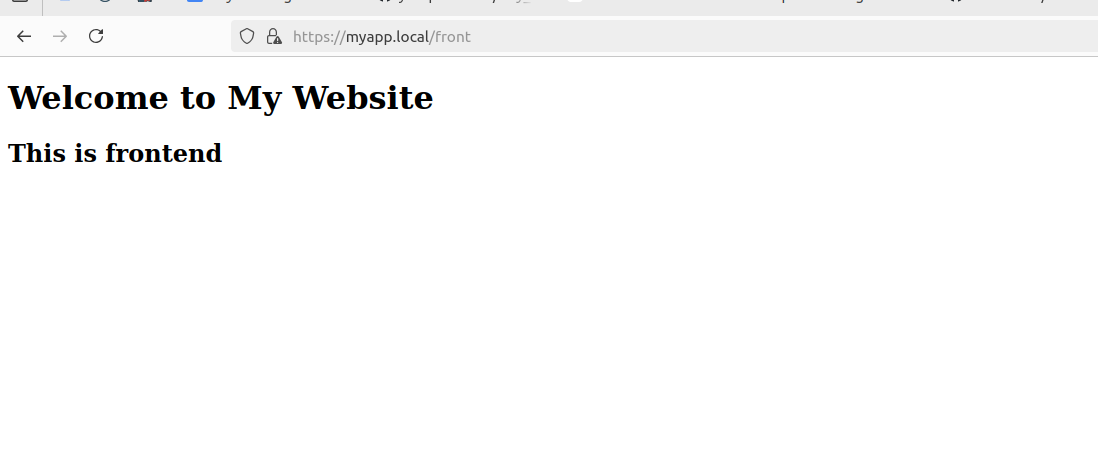 https://myapp.local/front
Welcome to My Website
This is frontend